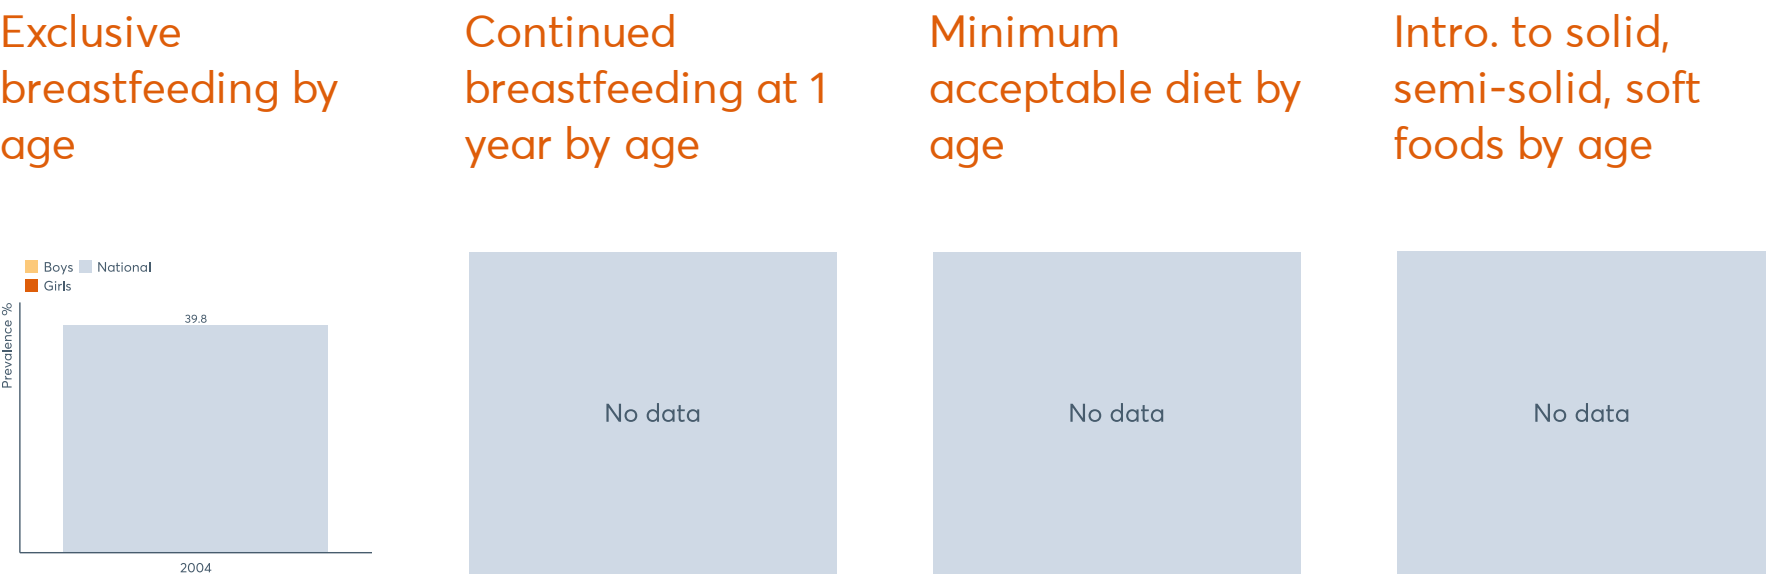 Exclusive
breastfeeding by
age
Continued
breastfeeding at 1
year by age
Minimum
acceptable diet by
age
Intro. to solid,
semi-solid, soft
foods by age
Boys National
Girls
Prevalence %
39.8
2004
No data
No data
No data